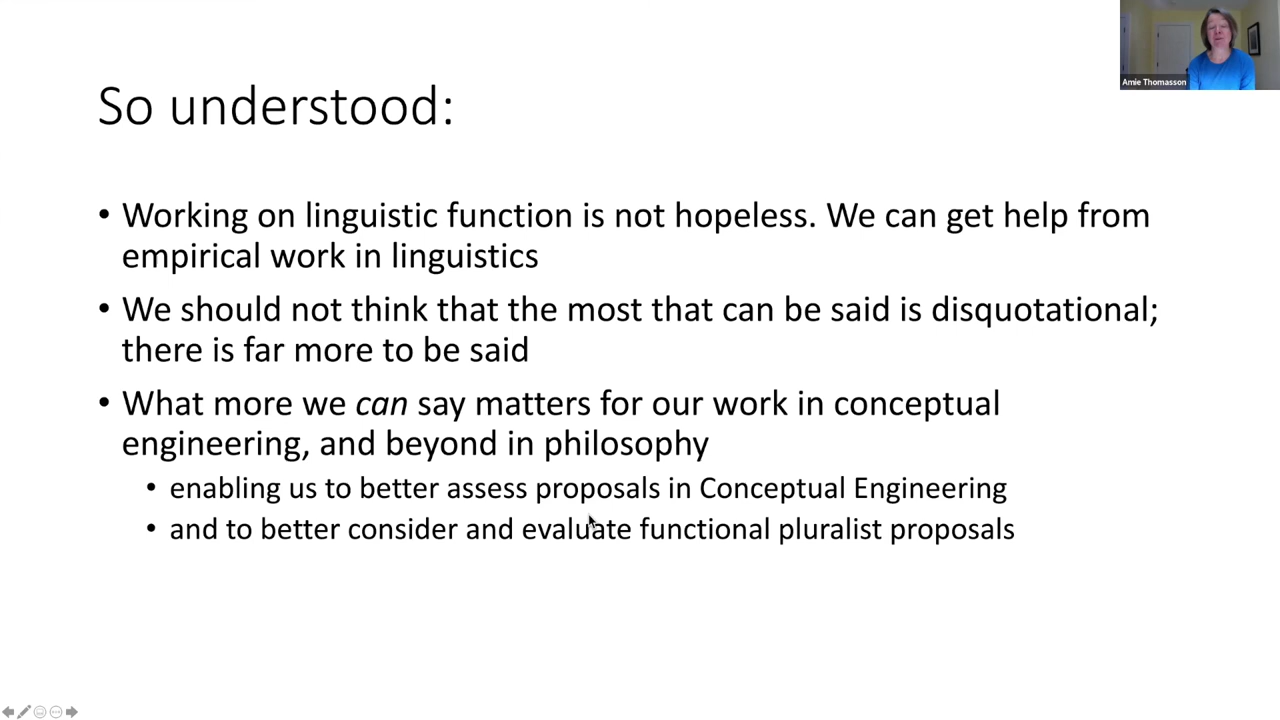 Amie Thomasson
So understood:
• Working on linguistic function is not hopeless. We can get help from
empirical work in linguistics
• We should not think that the most that can be said is disquotational;
there is far more to be said
• What more we can say matters for our work in conceptual
engineering, and beyond in philosophy
• enabling us to better assess proposals in Conceptual Engineering
• and to better consider and evaluate functional pluralist proposals